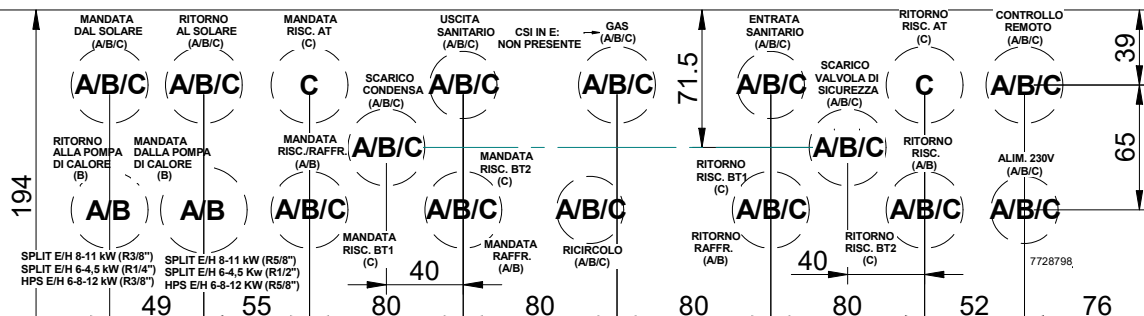 MANDATA
DAL SOLARE
(A/B/C)
RITORNO
AL SOLARE
(A/B/C)
MANDATA
RISC. AT
(C)
USCITA
SANITARIO
(A/B/C)
CSI IN E:
NON PRESENTE
GAS
(A/B/C)
ENTRATA
SANITARIO
(A/B/C)
RITORNO
RISC. AT
(C)
CONTROLLO
REMOTO
(A/B/C)
39
A/B/C
A/B/C
C
SCARICO
CONDENSA
(A/B/C)
A/B/C
A/B/C
71.5
A/B/C
SCARICO
VALVOLA DI
SICUREZZA
(A/B/C)
C
A/B/C
RITORNO
ALLA POMPA
DI CALORE
(B)
MANDATA
DALLA POMPA
DI CALORE
(B)
MANDATA
RISC./RAFFR.
(A/B)
A/B/C
MANDATA
RISC. BT2
(C)
RITORNO
RISC. BT1
(C)
A/B/C
RITORNO
RISC.
(A/B)
ALIM. 230V
(A/B/C)
65
194
A/B
A/B
A/B/C
A/B/C
A/B/C
A/B/C
A/B/C
A/B/C
SPLIT E/H 8-11 kW (R3/8")
SPLIT E/H 6-4,5 kW (R1/4")
HPS E/H 6-8-12 kW (R3/8")
SPLIT E/H 8-11 kW (R5/8")
SPLIT E/H 6-4,5 Kw (R1/2")
HPS E/H 6-8-12 KW (R5/8")
MANDATA
RISC. BT1
(C)
MANDATA
RAFFR.
(A/B)
RICIRCOLO
(A/B/C)
RITORNO
RAFFR.
(A/B)
RITORNO
RISC. BT2
(C)
7728798
40
40
49
55
80
80
80
80
52
76